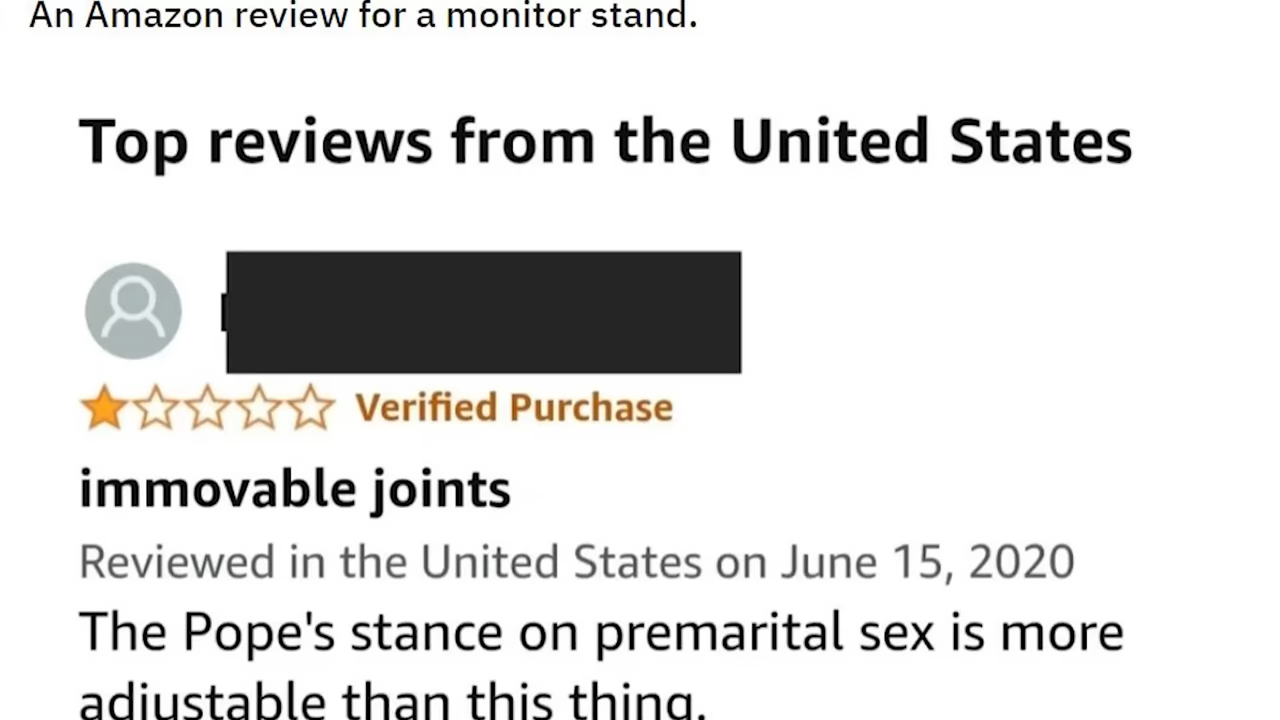 An Amazon review for a monitor stand.
Top reviews from the United States
Verified Purchase
immovable joints
Reviewed in the United States on June 15, 2020
The Pope's stance on premarital sex is more
adjustable than this thing.